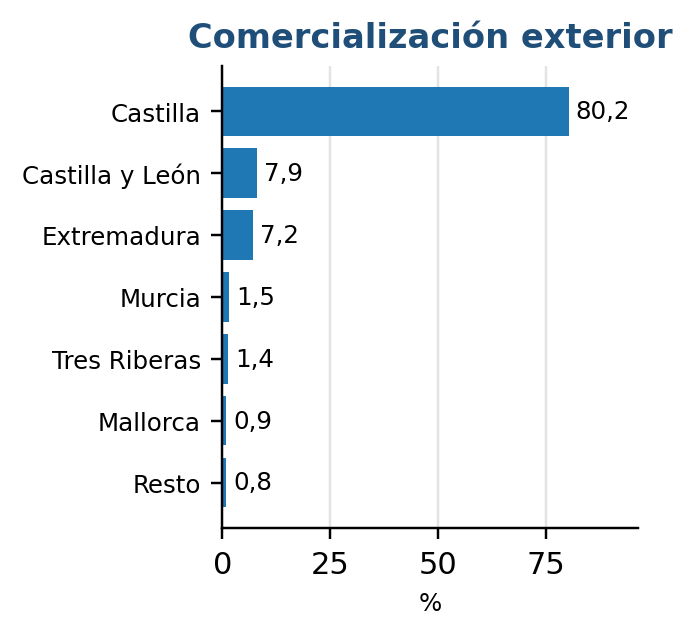 Comercialización exterior
Castilla 80,2
Castilla y León 7,9
Extremadura 7,2
Murcia 1,5
Tres Riberas 1,4
Mallorca 0,9
Resto 0,8
0 25 50 75
%